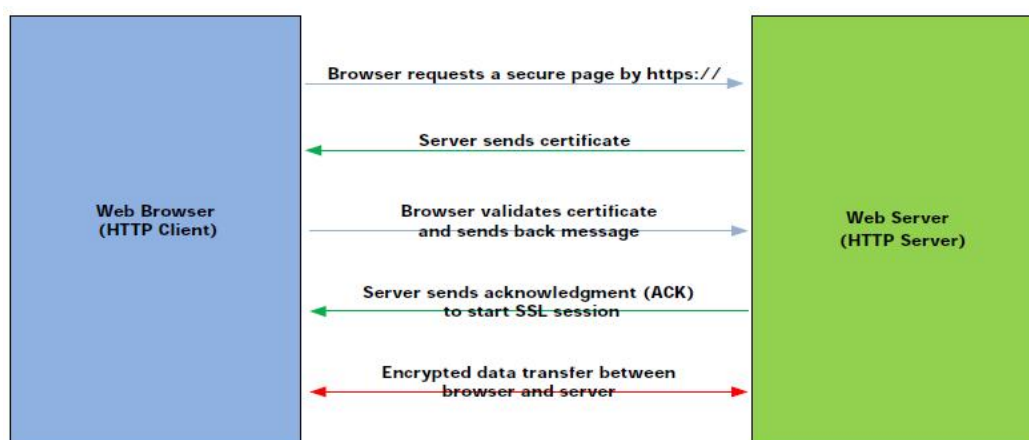 Browser requests a secure page by https://
Server sends certificate
Web Browser
(HTTP Client)
Browser validates certificate
and sends back message
Web Server
(HTTP Server)
Server sends acknowledgment (ACK)
to start SSL session
Encrypted data transfer between
browser and server